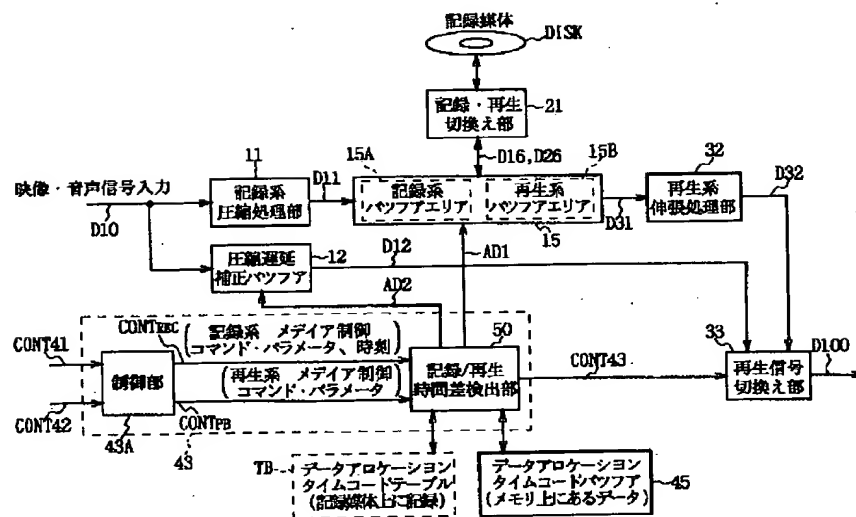 記録媒体
DISK
記録・再生
切換え部
21
D16,D26
15A
15B
32
11
D11
映像・音声信号入力
D10
記録系
圧縮処理部
記録系
バツフアエリア
再生系
バツフアエリア
15
D31
再生系
伸張処理部
D32
圧縮遅延
補正バツフア
12
D12
AD1
AD2
CONTREC
記録系 メデイア制御
コマンド・パラメータ、時刻
50
33
CONT41
制御部
再生系 メデイア制御
コマンド・パラメータ
記録/再生
時間差検出部
CONT43
再生信号
切換え部
D100
CONT42
CONTPB
43A
43
TB
データアロケーション
タイムコードテーブル
(記録媒体上に記録)
データアロケーション
タイムコードバツフア
(メモリ上にあるデータ)
45